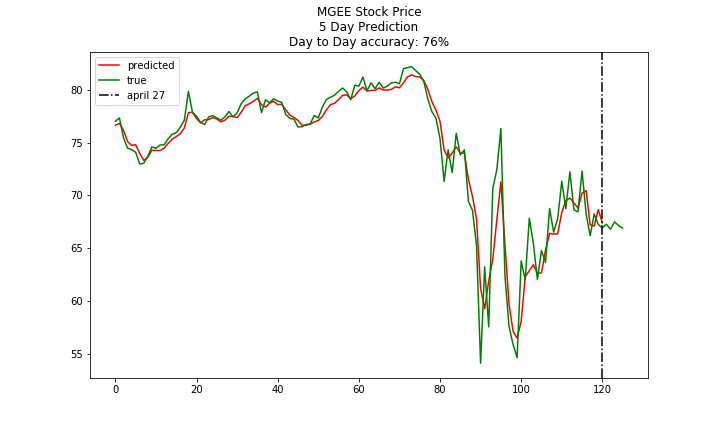 MGEE Stock Price
5 Day Prediction
Day to Day accuracy: 76%
predicted
true
april 27
80
75
70
65
60
55
0 20 40 60 80 100 120